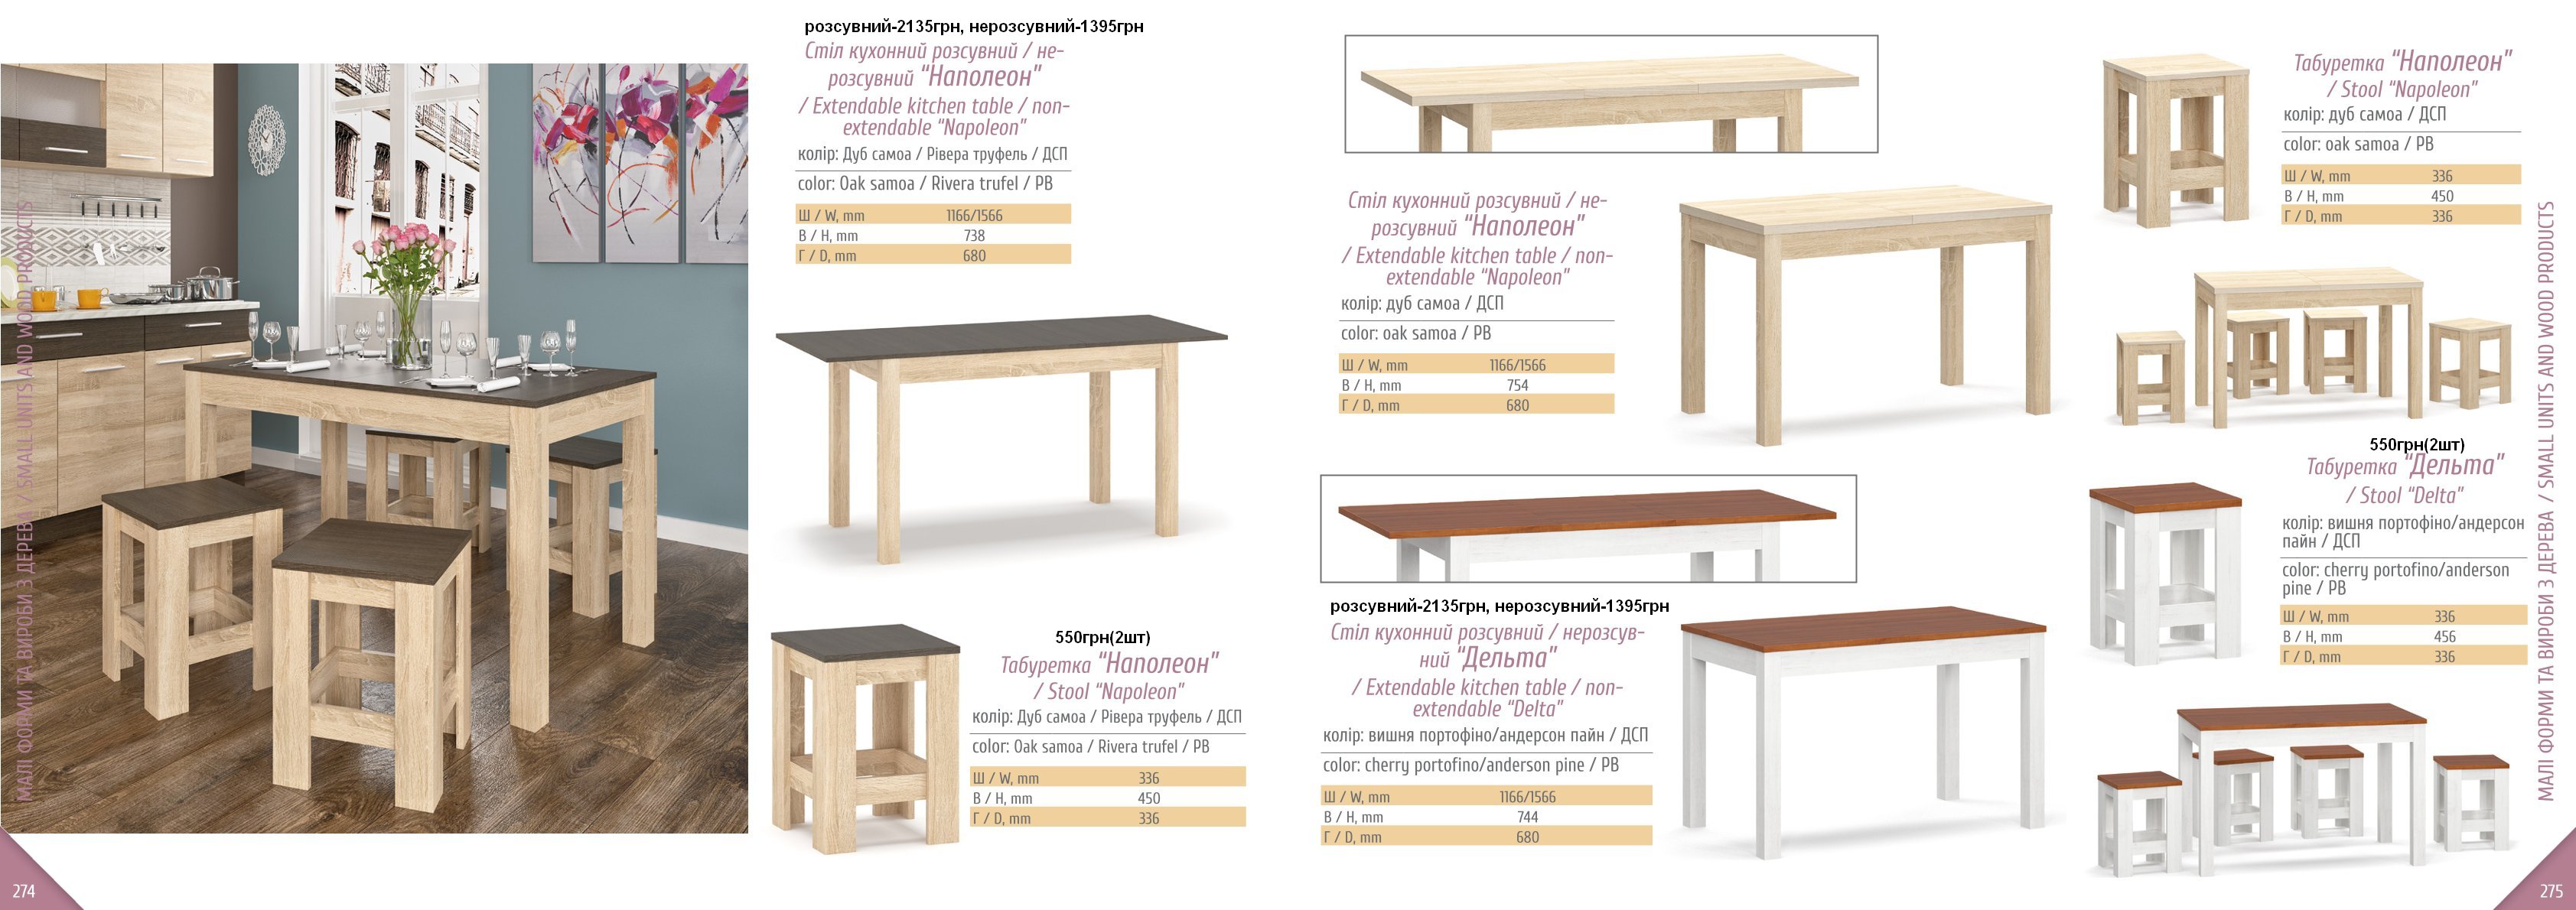 МАЛІ ФОРМИ ТА ВИРОБИ З ДЕРЕВА / SMALL UNITS AND WOOD PRODUCTS
274
розсувний-2135грн, нерозсувний-1395грн
Стіл кухонний розсувний / не-
розсувний “Наполеон”
/ Extendable kitchen table / non-
extendable “Napoleon”
колір: Дуб самоа / Рівера труфель / ДСП
color: Oak samoa / Rivera trufel / PB
Ш / W, mm 1166/1566
В / H, mm 738
Г / D, mm 680
550грн(2шт)
Табуретка “Наполеон”
/ Stool “Napoleon”
колір: Дуб самоа / Рівера труфель / ДСП
color: Oak samoa / Rivera trufel / PB
Ш / W, mm 336
В / H, mm 450
Г / D, mm 336
Стіл кухонний розсувний / не-
розсувний “Наполеон”
/ Extendable kitchen table / non-
extendable “Napoleon”
колір: дуб самоа / ДСП
color: oak samoa / PB
Ш / W, mm 1166/1566
В / H, mm 754
Г / D, mm 680
розсувний-2135грн, нерозсувний-1395грн
Стіл кухонний розсувний / нерозсув-
ний “Дельта”
/ Extendable kitchen table / non-
extendable “Delta”
колір: вишня портофіно/андерсон пайн / ДСП
color: cherry portofino/anderson pine / PB
Ш / W, mm 1166/1566
В / H, mm 744
Г / D, mm 680
Табуретка “Наполеон”
/ Stool “Napoleon”
колір: дуб самоа / ДСП
color: oak samoa / PB
Ш / W, mm 336
В / H, mm 450
Г / D, mm 336
550грн(2шт)
Табуретка “Дельта”
/ Stool “Delta”
колір: вишня портофіно/андерсон
пайн / ДСП
color: cherry portofino/anderson
pine / PB
Ш / W, mm 336
В / H, mm 456
Г / D, mm 336
МАЛІ ФОРМИ ТА ВИРОБИ З ДЕРЕВА / SMALL UNITS AND WOOD PRODUCTS
275